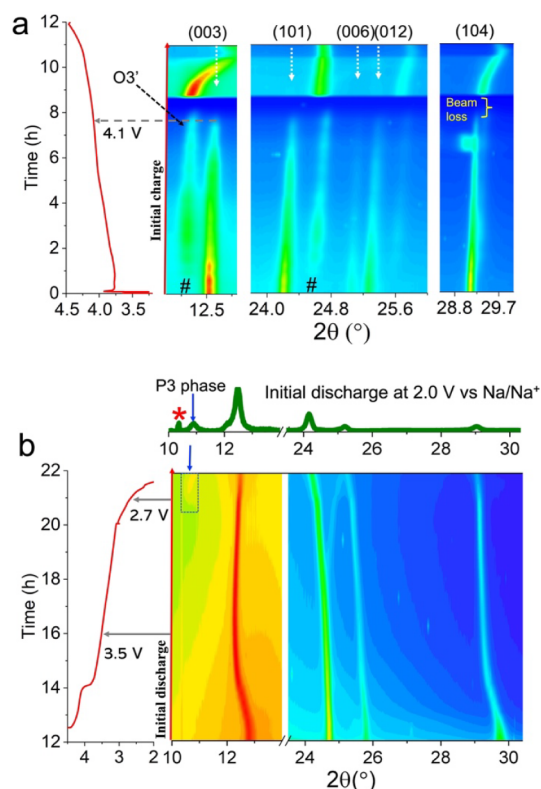 a
(003)
(101)
(006)(012)
(104)
O3'
4.1 V
Beam
loss
Initial charge
#
#
Time (h)
12
10
8
6
4
2
0
4.5 4.0 3.5
12.5
24.0 24.8 25.6
28.8 29.7
2θ (°)
P3 phase
Initial discharge at 2.0 V vs Na/Na⁺
*
10 12 24 26 28 30
b
22
20
18
16
14
12
Time (h)
2.7 V
3.5 V
Initial discharge
4 3 2
10 12 24 26 28 30
2θ(°)